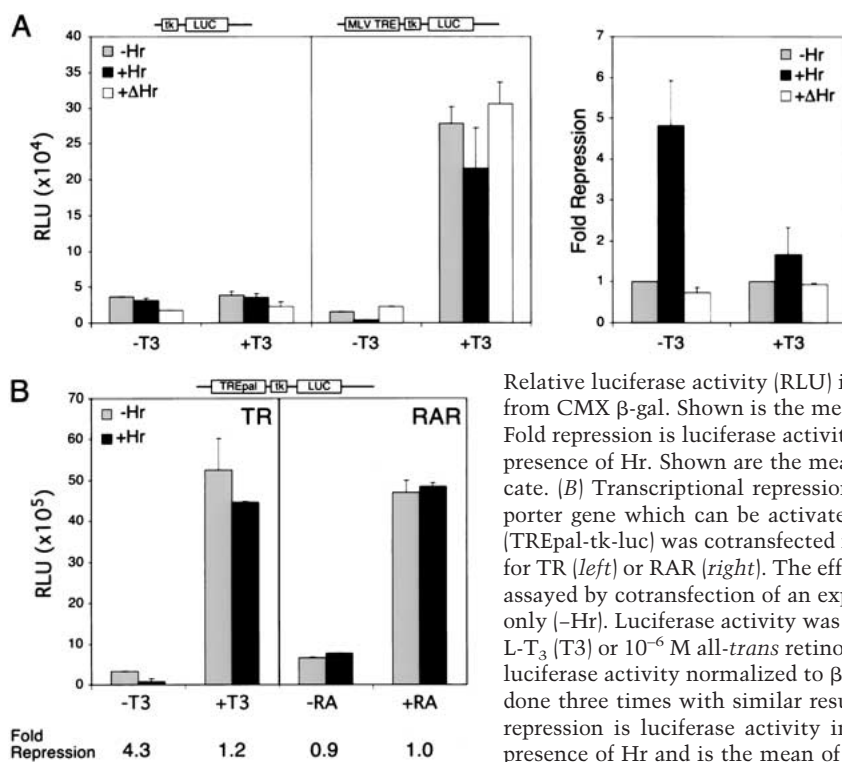 A
tk LUC
MLV TRE tk LUC
40
35
30
25
20
15
10
5
0
RLU (x10⁴)
-Hr
+Hr
+ΔHr
-T3
+T3
-T3
+T3
7
6
5
4
3
2
1
0
Fold Repression
-Hr
+Hr
+ΔHr
-T3
+T3
B
TREpal tk LUC
70
60
50
40
30
20
10
0
RLU (x10⁵)
-Hr
+Hr
TR
RAR
-T3
+T3
-RA
+RA
Fold
Repression 4.3 1.2 0.9 1.0
Relative luciferase activity (RLU) i
from CMX β-gal. Shown is the me
Fold repression is luciferase activit
presence of Hr. Shown are the mea
cate. (B) Transcriptional repression
porter gene which can be activate
(TREpal-tk-luc) was cotransfected
for TR (left) or RAR (right). The eff
assayed by cotransfection of an exp
only (–Hr). Luciferase activity was
L-T₃ (T3) or 10⁻⁶ M all-trans retino
luciferase activity normalized to β
done three times with similar resu
repression is luciferase activity in
presence of Hr and is the mean of